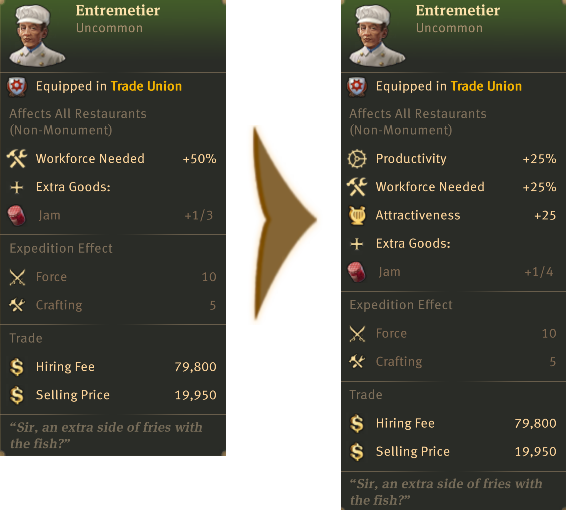 Entremetier
Uncommon
Equipped in Trade Union
Affects All Restaurants
(Non-Monument)
Workforce Needed +50%
Extra Goods:
Jam +1/3
Expedition Effect
Force 10
Crafting 5
Trade
Hiring Fee 79,800
Selling Price 19,950
“Sir, an extra side of fries with
the fish?”
Entremetier
Uncommon
Equipped in Trade Union
Affects All Restaurants
(Non-Monument)
Productivity +25%
Workforce Needed +25%
Attractiveness +25
Extra Goods:
Jam +1/4
Expedition Effect
Force 10
Crafting 5
Trade
Hiring Fee 79,800
Selling Price 19,950
“Sir, an extra side of fries with
the fish?”